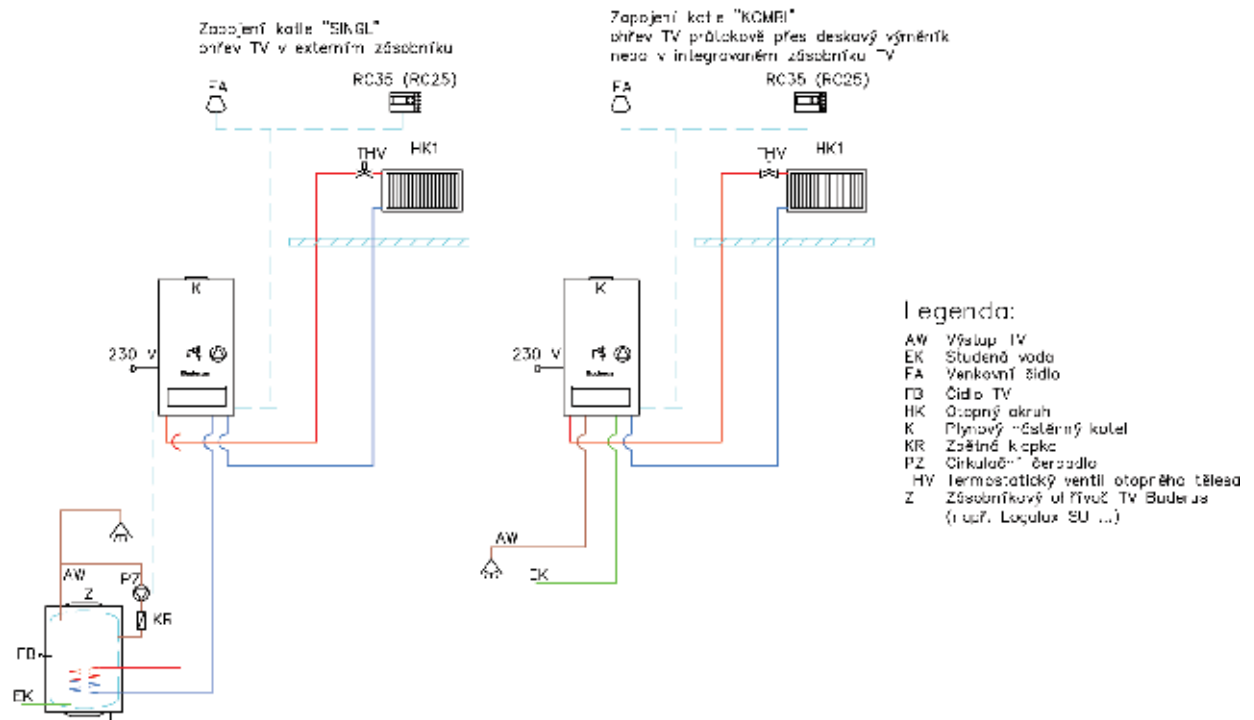 Zapojení kotle "SINGL"
ohřev TV v externím zásobníku
FA
RC35 (RC25)
THV
HK1
K
230 V
Buderus
AW
PZ
Z
KR
FB
EK
Zapojení kotle "KOMBI"
ohřev TV průtokově přes deskový výměník
nebo v integrovaném zásobníku TV
FA
RC35 (RC25)
THV
HK1
K
230 V
Buderus
AW
EK
Legenda:
AW Výstup TV
EK Studená voda
FA Venkovní čidlo
FB Čidlo TV
HK Otopný okruh
K Plynový nástěnný kotel
KR Zpětná klapka
PZ Cirkulační čerpadlo
THV Termostatický ventil otopného tělesa
Z Zásobníkový ohřívač TV Buderus
(např. Logalux SU ...)